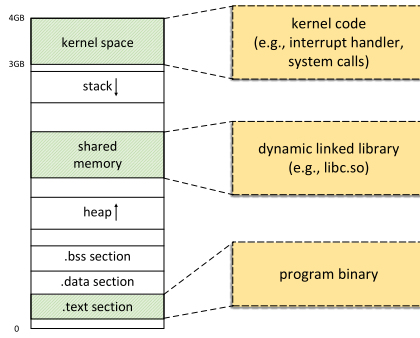 4GB
kernel space
3GB
stack
shared
memory
heap
.bss section
.data section
.text section
0
kernel code
(e.g., interrupt handler,
system calls)
dynamic linked library
(e.g., libc.so)
program binary